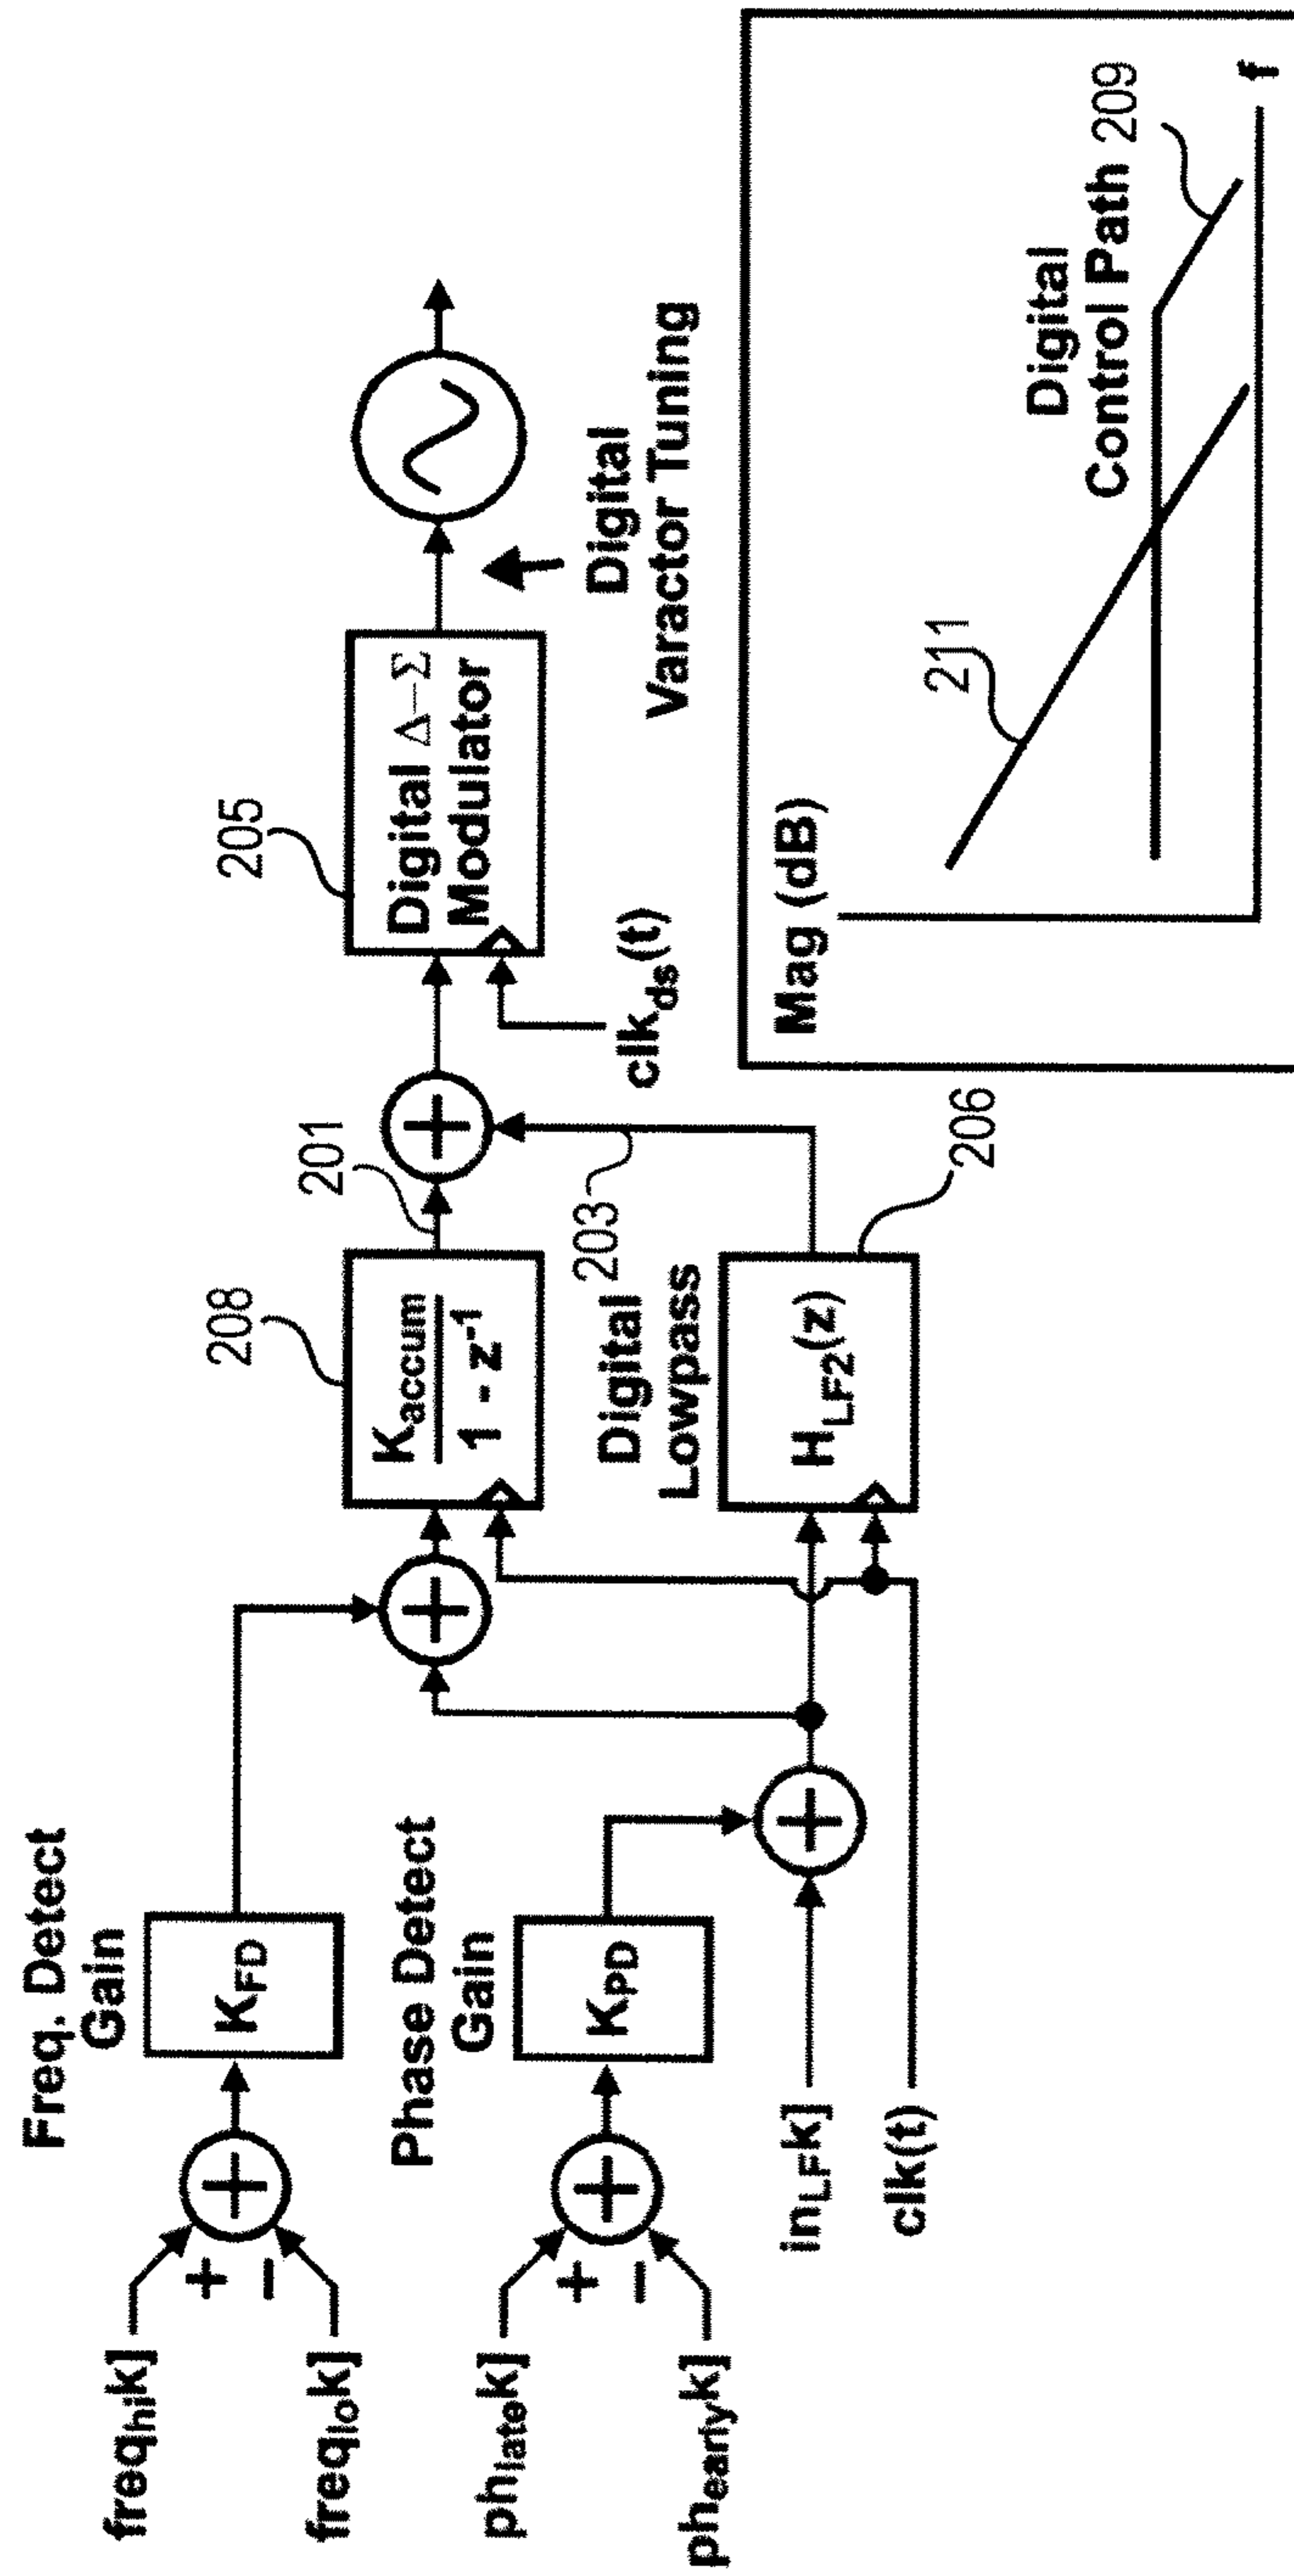 Freq. Detect
Gain
freq_hi k]
freq_lo k]
K_FD
Phase Detect
Gain
ph_late k]
ph_early k]
K_PD
in_LF k]
clk(t)
+
−
+
−
+
+
+
+
208
K_accum
1 - z^-1
201
+
203
Digital
Lowpass
H_LF2(z)
206
205
Digital Δ–Σ
Modulator
clk_ds(t)
Digital
Varactor Tuning
Mag (dB)
211
Digital
Control Path 209
f